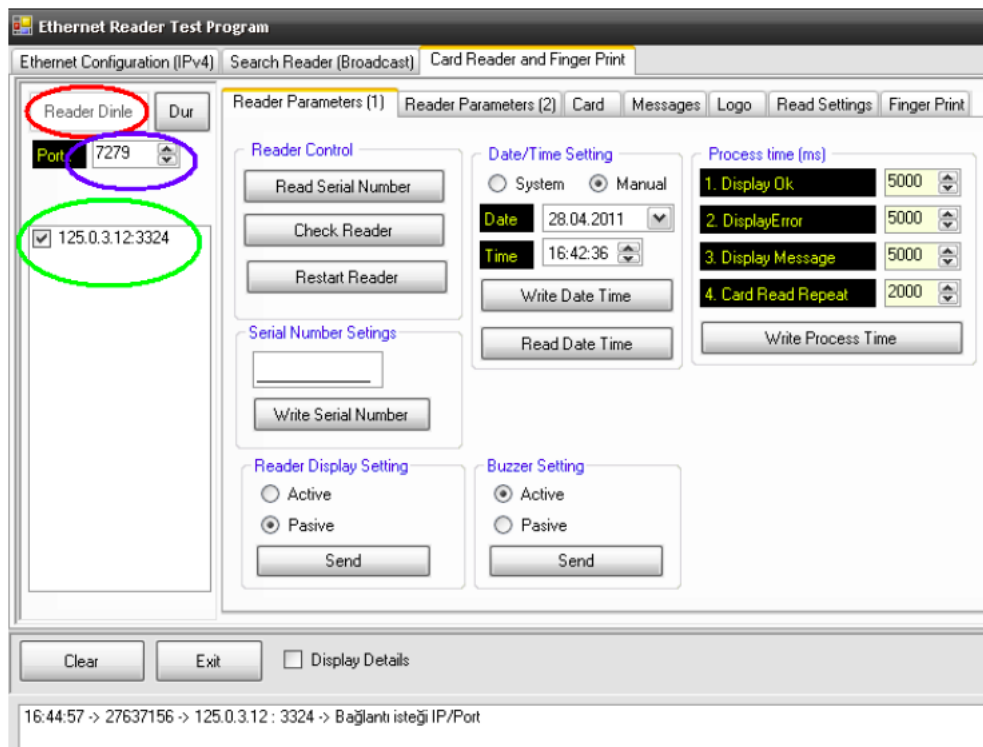 Ethernet Reader Test Program
Ethernet Configuration (IPv4) Search Reader (Broadcast) Card Reader and Finger Print
Reader Dinle Dur
Port : 7279
125.0.3.12:3324
Reader Parameters (1) Reader Parameters (2) Card Messages Logo Read Settings Finger Print
Reader Control
Read Serial Number
Check Reader
Restart Reader
Serial Number Setings
Write Serial Number
Reader Display Setting
Active
Pasive
Send
Date/Time Setting
System Manual
Date 28.04.2011
Time 16:42:36
Write Date Time
Read Date Time
Buzzer Setting
Active
Pasive
Send
Process time (ms)
1. Display Ok 5000
2. DisplayError 5000
3. Display Message 5000
4. Card Read Repeat 2000
Write Process Time
Clear Exit Display Details
16:44:57 -> 27637156 -> 125.0.3.12 : 3324 -> Bağlantı isteği IP/Port